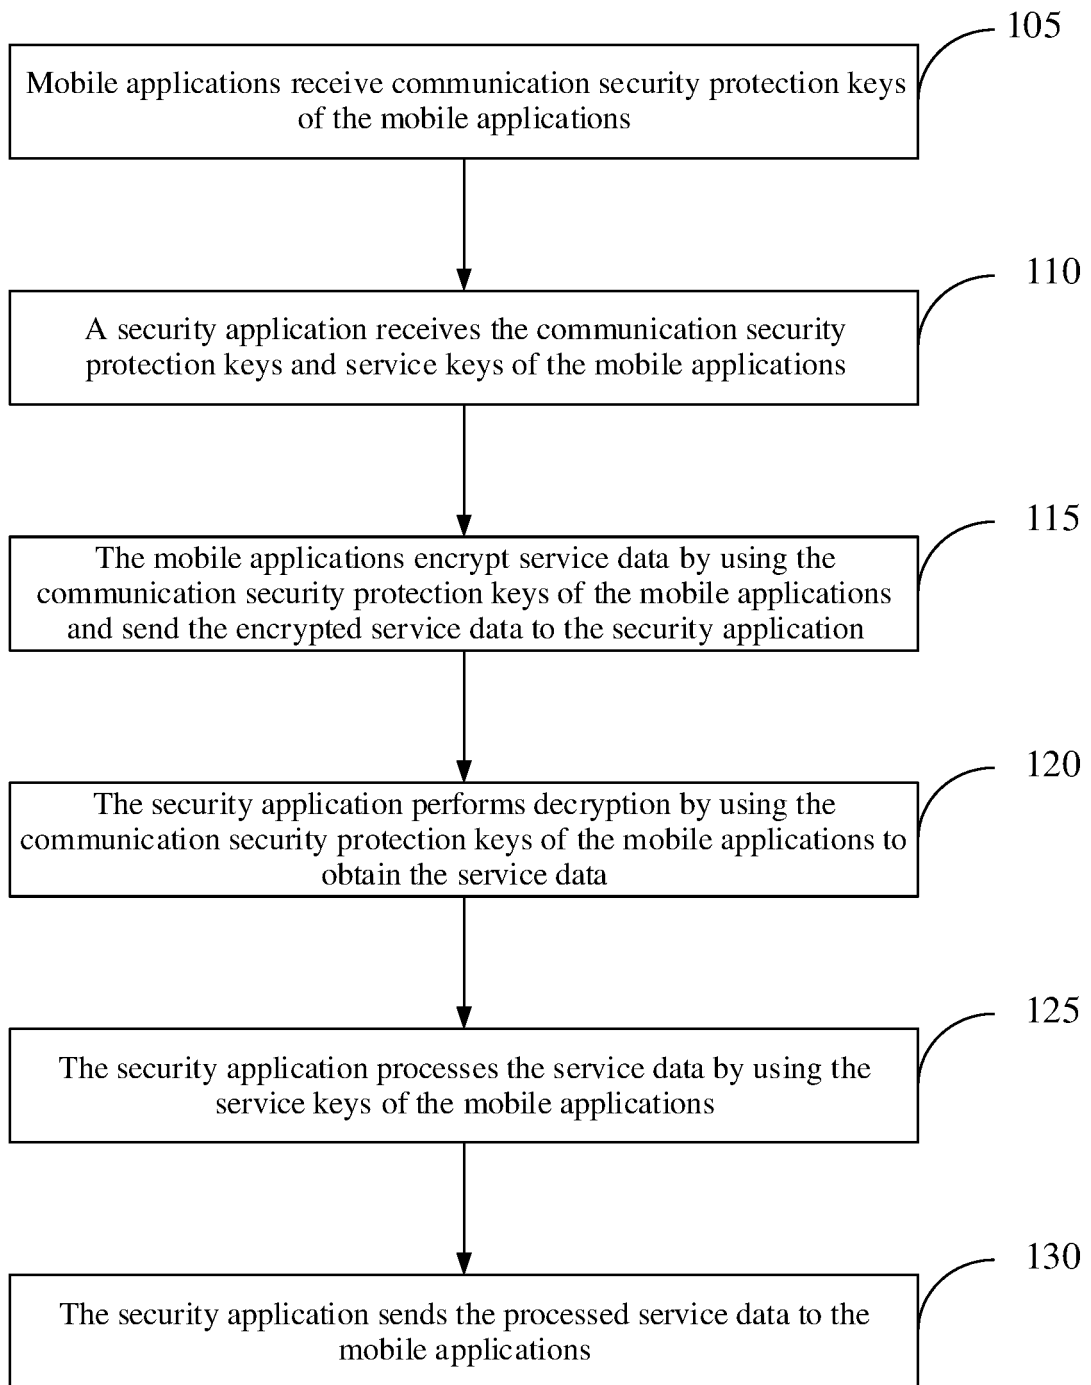 105
Mobile applications receive communication security protection keys
of the mobile applications
110
A security application receives the communication security
protection keys and service keys of the mobile applications
115
The mobile applications encrypt service data by using the
communication security protection keys of the mobile applications
and send the encrypted service data to the security application
120
The security application performs decryption by using the
communication security protection keys of the mobile applications to
obtain the service data
125
The security application processes the service data by using the
service keys of the mobile applications
130
The security application sends the processed service data to the
mobile applications